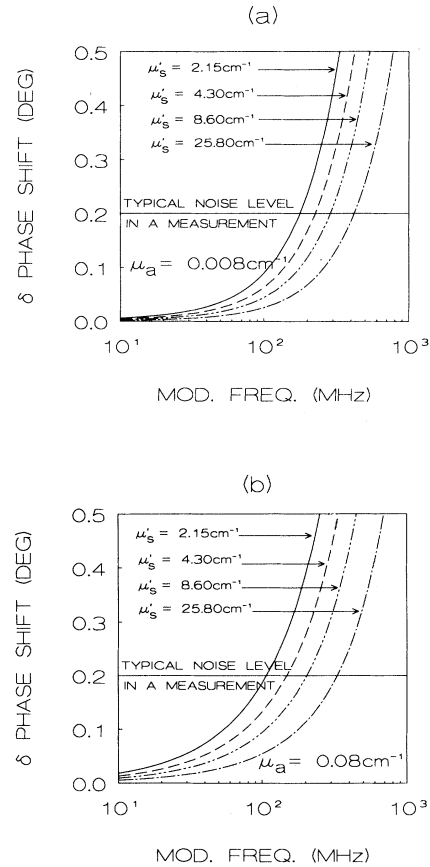 (a)
δ PHASE SHIFT (DEG)
0.5
0.4
0.3
0.2
0.1
0.0
μ's = 2.15cm⁻¹
μ's = 4.30cm⁻¹
μ's = 8.60cm⁻¹
μ's = 25.80cm⁻¹
TYPICAL NOISE LEVEL
IN A MEASUREMENT
μa = 0.008cm⁻¹
10¹ 10² 10³
MOD. FREQ. (MHz)
(b)
δ PHASE SHIFT (DEG)
0.5
0.4
0.3
0.2
0.1
0.0
μ's = 2.15cm⁻¹
μ's = 4.30cm⁻¹
μ's = 8.60cm⁻¹
μ's = 25.80cm⁻¹
TYPICAL NOISE LEVEL
IN A MEASUREMENT
μa = 0.08cm⁻¹
10¹ 10² 10³
MOD. FREQ. (MHz)